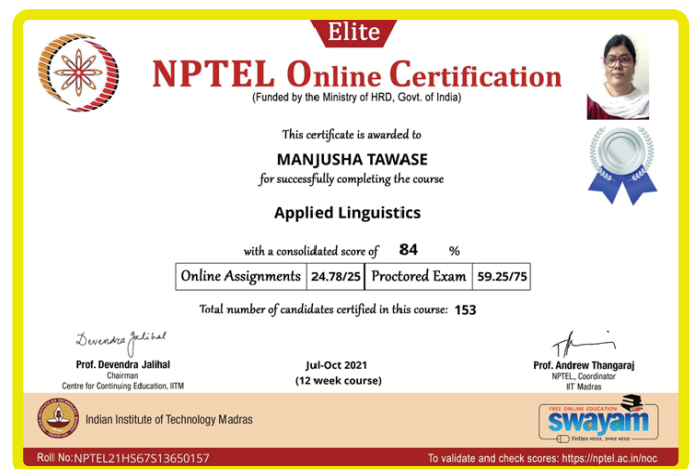 Elite
NPTEL Online Certification
(Funded by the Ministry of HRD, Govt. of India)
This certificate is awarded to
MANJUSHA TAWASE
for successfully completing the course
Applied Linguistics
with a consolidated score of 84 %
Online Assignments 24.78/25 Proctored Exam 59.25/75
Total number of candidates certified in this course: 153
Devendra Jalihal
Prof. Devendra Jalihal
Chairman
Centre for Continuing Education, IITM
Jul-Oct 2021
(12 week course)
Prof. Andrew Thangaraj
NPTEL, Coordinator
IIT Madras
Indian Institute of Technology Madras
FREE ONLINE EDUCATION
swayam
शिक्षित भारत, उन्नत भारत
Roll No:NPTEL21HS67S13650157
To validate and check scores: https://nptel.ac.in/noc